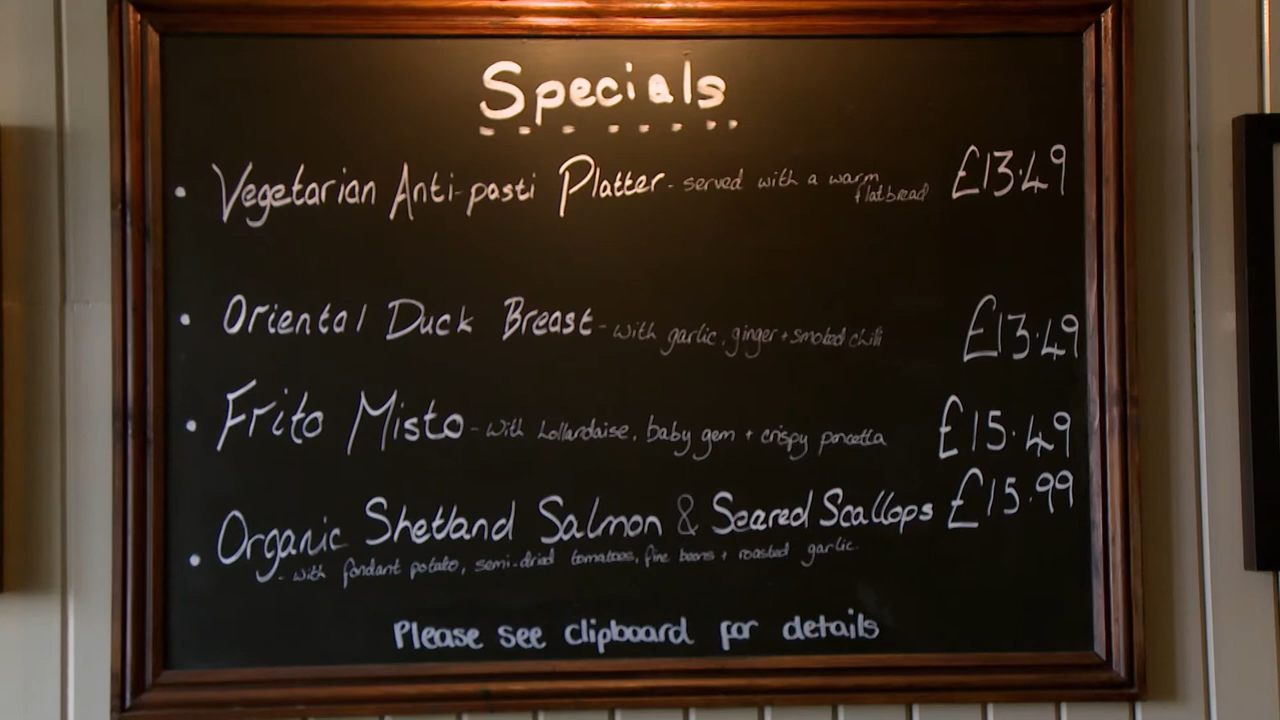 Specials
• Vegetarian Anti-pasti Platter - served with a warm flatbread £13.49
• Oriental Duck Breast - with garlic, ginger + smoked chilli £13.49
• Frito Misto - with hollandaise, baby gem + crispy pancetta £15.49
• Organic Shetland Salmon & Seared Scallops £15.99
- with fondant potato, semi-dried tomatoes, fine beans + roasted garlic.
Please see clipboard for details